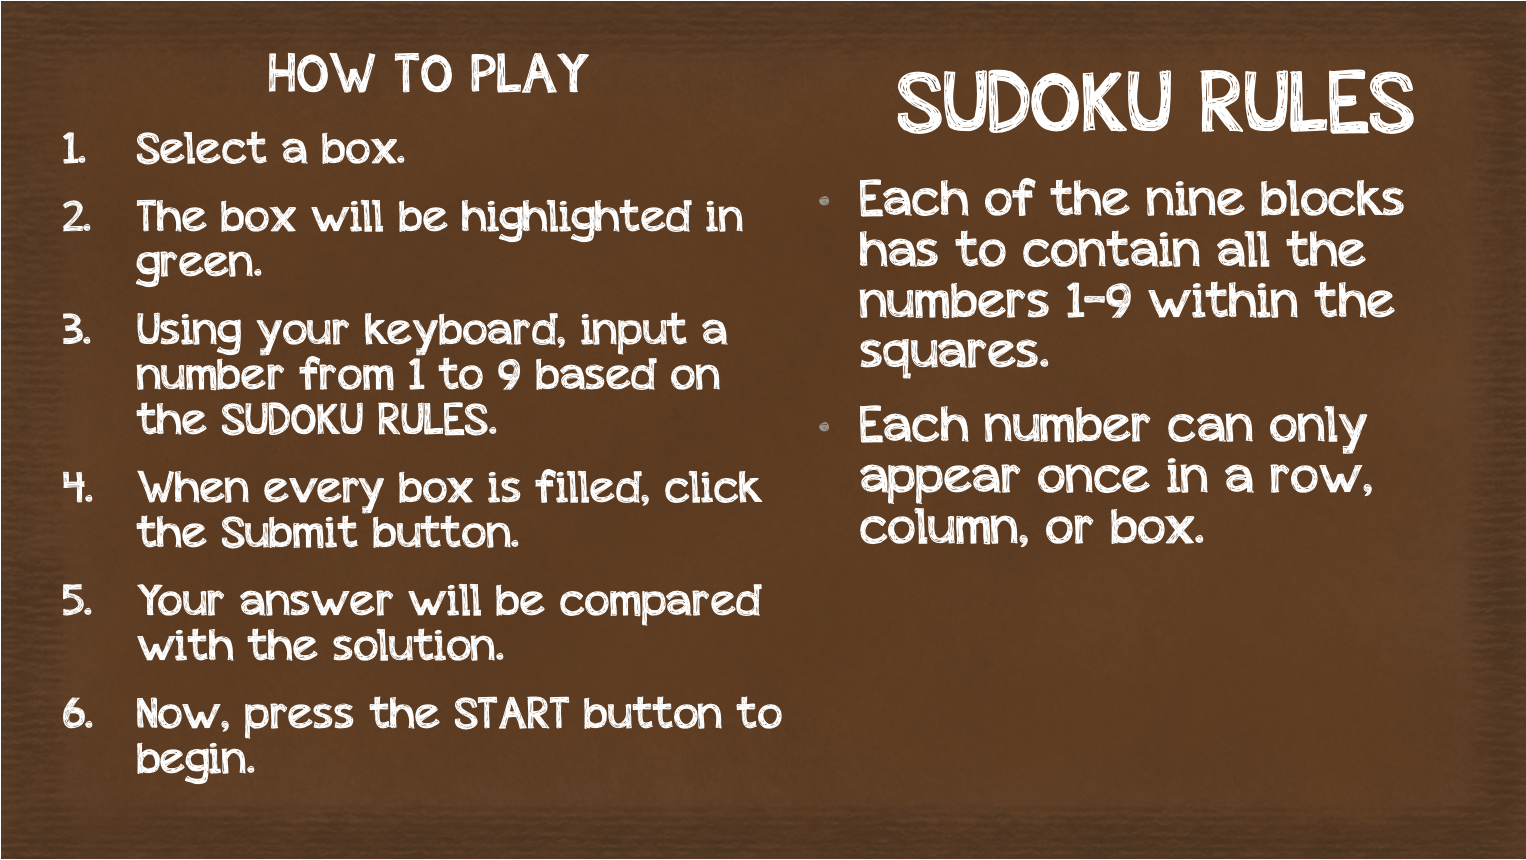 HOW TO PLAY
1. Select a box.
2. The box will be highlighted in
green.
3. Using your keyboard, input a
number from 1 to 9 based on
the SUDOKU RULES.
4. When every box is filled, click
the Submit button.
5. Your answer will be compared
with the solution.
6. Now, press the START button to
begin.
SUDOKU RULES
• Each of the nine blocks
has to contain all the
numbers 1-9 within the
squares.
• Each number can only
appear once in a row,
column, or box.